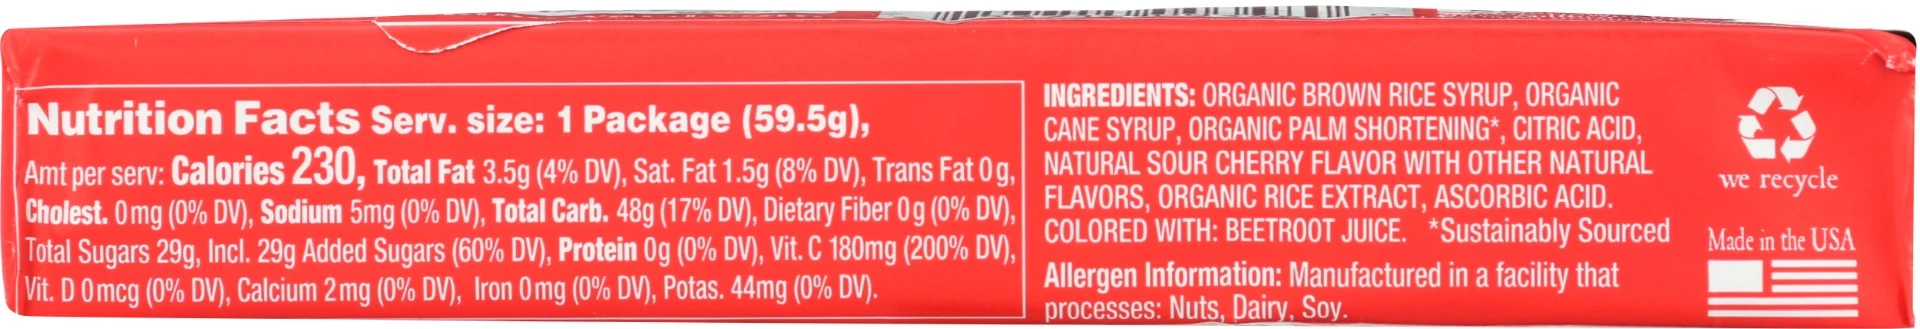 Nutrition Facts Serv. size: 1 Package (59.5g),
Amt per serv: Calories 230, Total Fat 3.5g (4% DV), Sat. Fat 1.5g (8% DV), Trans Fat 0g,
Cholest. 0mg (0% DV), Sodium 5mg (0% DV), Total Carb. 48g (17% DV), Dietary Fiber 0g (0% DV),
Total Sugars 29g, Incl. 29g Added Sugars (60% DV), Protein 0g (0% DV), Vit. C 180mg (200% DV),
Vit. D 0mcg (0% DV), Calcium 2mg (0% DV), Iron 0mg (0% DV), Potas. 44mg (0% DV).
INGREDIENTS: ORGANIC BROWN RICE SYRUP, ORGANIC
CANE SYRUP, ORGANIC PALM SHORTENING*, CITRIC ACID,
NATURAL SOUR CHERRY FLAVOR WITH OTHER NATURAL
FLAVORS, ORGANIC RICE EXTRACT, ASCORBIC ACID.
COLORED WITH: BEETROOT JUICE. *Sustainably Sourced
Allergen Information: Manufactured in a facility that
processes: Nuts, Dairy, Soy.
we recycle
Made in the USA